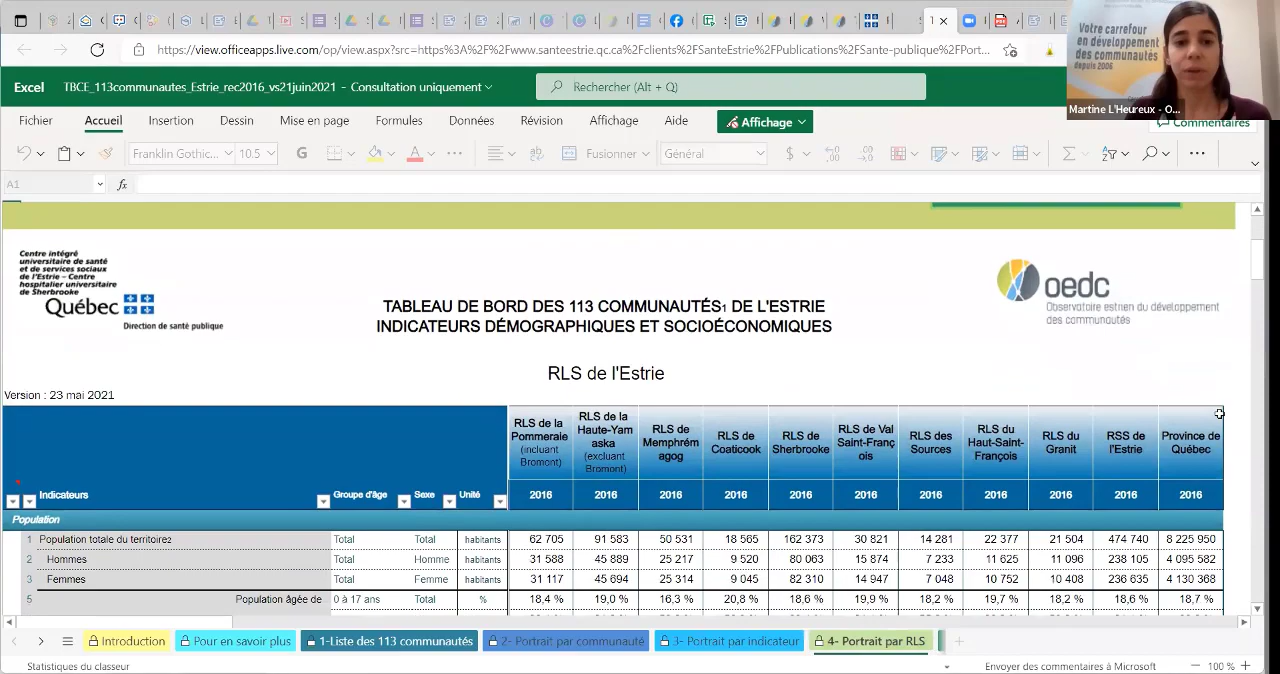 https://view.officeapps.live.com/op/view.aspx?src=http%3A%2F%2Fwww.santeestrie.qc.ca%2Fclients%2FSanteEstrie%2FPublications%2FSante-publique%2FPort...
Votre carrefour
en développement
des communautés
depuis 2006
Martine L'Heureux - O...
Excel TBCE_113communautes_Estrie_rec2016_vs21juin2021 - Consultation uniquement
Rechercher (Alt + Q)
Fichier Accueil Insertion Dessin Mise en page Formules Données Révision Affichage Aide Affichage Commentaires
Franklin Gothic... 10.5 G Fusionner Général $
A1 fx
Centre intégré
universitaire de santé
et de services sociaux
de l'Estrie – Centre
hospitalier universitaire
de Sherbrooke
Québec
Direction de santé publique
TABLEAU DE BORD DES 113 COMMUNAUTÉS1 DE L'ESTRIE
INDICATEURS DÉMOGRAPHIQUES ET SOCIOÉCONOMIQUES
oedc
Observatoire estrien du développement
des communautés
RLS de l'Estrie
Version : 23 mai 2021
Indicateurs Groupe d'âge Sexe Unité
RLS de la Pommeraie (incluant Bromont) RLS de la Haute-Yamaska (excluant Bromont) RLS de Memphrémagog RLS de Coaticook RLS de Sherbrooke RLS de Val Saint-François RLS des Sources RLS du Haut-Saint-François RLS du Granit RSS de l'Estrie Province de Québec
2016 2016 2016 2016 2016 2016 2016 2016 2016 2016 2016
Population
1 Population totale du territoire2 Total Total habitants 62 705 91 583 50 531 18 565 162 373 30 821 14 281 22 377 21 504 474 740 8 225 950
2 Hommes Total Homme habitants 31 588 45 889 25 217 9 520 80 063 15 874 7 233 11 625 11 096 238 105 4 095 582
3 Femmes Total Femme habitants 31 117 45 694 25 314 9 045 82 310 14 947 7 048 10 752 10 408 236 635 4 130 368
5 Population âgée de 0 à 17 ans Total % 18,4 % 19,0 % 16,3 % 20,8 % 18,6 % 19,9 % 18,2 % 19,7 % 18,2 % 18,6 % 18,7 %
Introduction Pour en savoir plus 1-Liste des 113 communautés 2- Portrait par communauté 3- Portrait par indicateur 4- Portrait par RLS
Statistiques du classeur Envoyer des commentaires à Microsoft 100 %